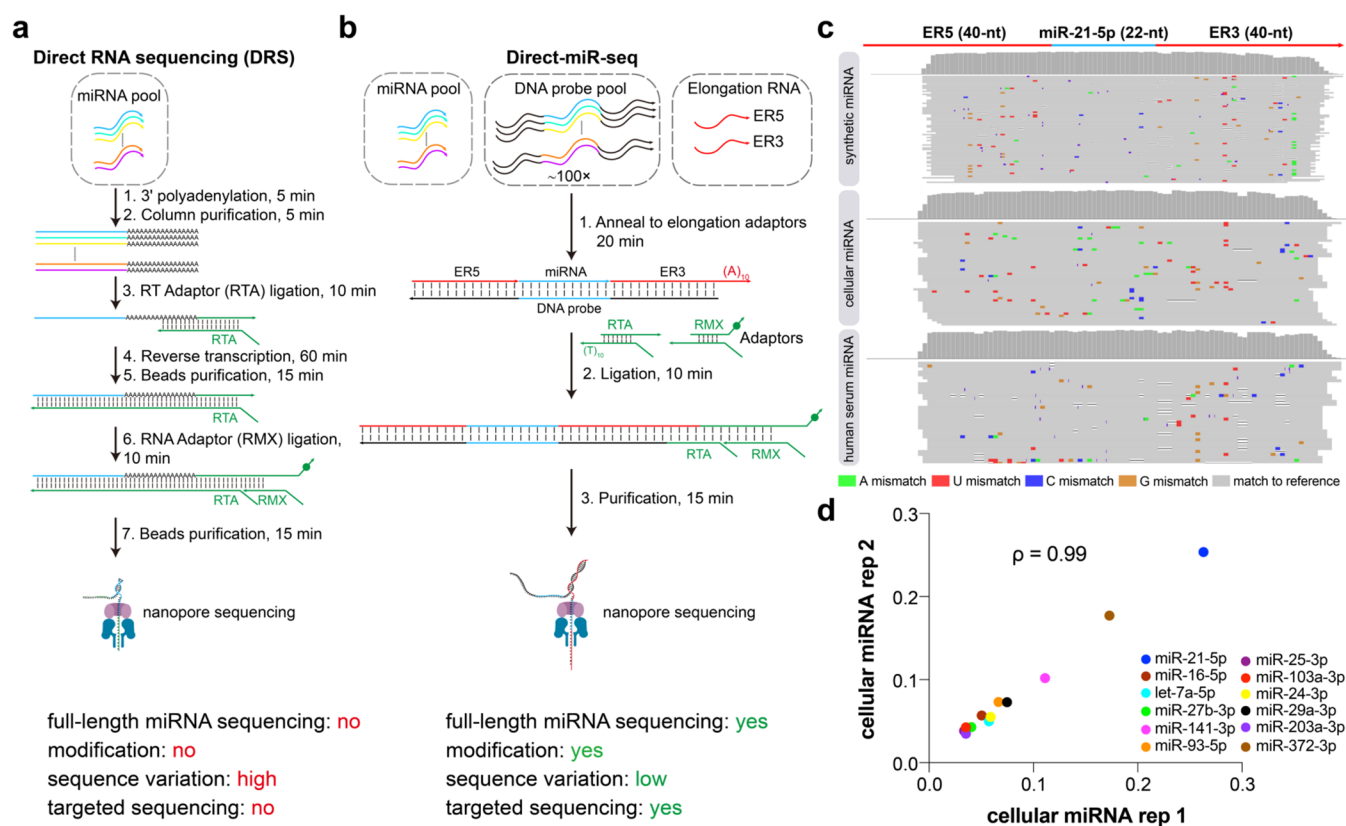 a
Direct RNA sequencing (DRS)
miRNA pool
1. 3' polyadenylation, 5 min
2. Column purification, 5 min
AAAAAAAAAAAAAAA
AAAAAAAAAAAAAAA
AAAAAAAAAAAAAAA
AAAAAAAAAAAAAAA
AAAAAAAAAAAAAAA
3. RT Adaptor (RTA) ligation, 10 min
RTA
4. Reverse transcription, 60 min
5. Beads purification, 15 min
RTA
6. RNA Adaptor (RMX) ligation,
10 min
RTA
RMX
7. Beads purification, 15 min
nanopore sequencing
full-length miRNA sequencing: no
modification: no
sequence variation: high
targeted sequencing: no
b
Direct-miR-seq
miRNA pool
DNA probe pool
~100×
Elongation RNA
ER5
ER3
1. Anneal to elongation adaptors
20 min
ER5
miRNA
ER3
(A)10
DNA probe
RTA
RMX
Adaptors
(T)10
2. Ligation, 10 min
RTA
RMX
3. Purification, 15 min
nanopore sequencing
full-length miRNA sequencing: yes
modification: yes
sequence variation: low
targeted sequencing: yes
c
ER5 (40-nt)
miR-21-5p (22-nt)
ER3 (40-nt)
synthetic miRNA
cellular miRNA
human serum miRNA
A mismatch
U mismatch
C mismatch
G mismatch
match to reference
d
cellular miRNA rep 2
0.3
0.2
0.1
0.0
ρ = 0.99
miR-21-5p
miR-16-5p
let-7a-5p
miR-27b-3p
miR-141-3p
miR-93-5p
miR-25-3p
miR-103a-3p
miR-24-3p
miR-29a-3p
miR-203a-3p
miR-372-3p
0.0
0.1
0.2
0.3
cellular miRNA rep 1